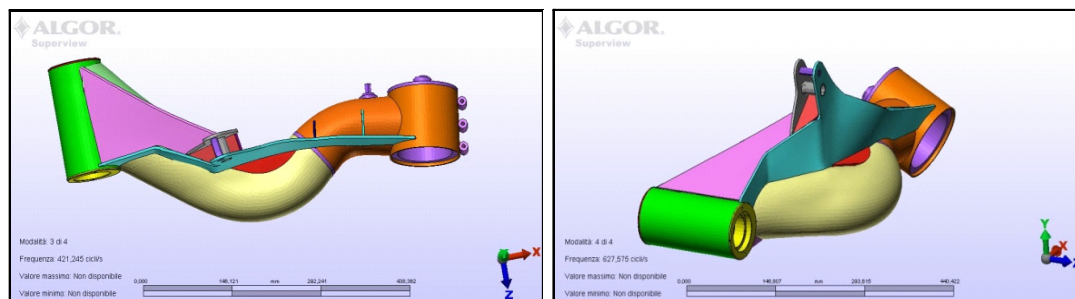 ALGOR.
Superview
Modalità: 3 di 4
Frequenza: 421,245 cicli/s
Valore massimo: Non disponibile
Valore minimo: Non disponibile
0,000 146,121 mm 292,241 438,362
X
Z
ALGOR.
Superview
Modalità: 4 di 4
Frequenza: 627,575 cicli/s
Valore massimo: Non disponibile
Valore minimo: Non disponibile
0,000 146,807 mm 293,615 440,422
Y
X
Z